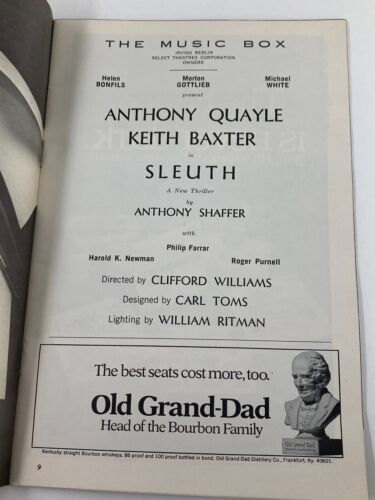 THE MUSIC BOX
IRVING BERLIN
SELECT THEATRES CORPORATION
OWNERS
Helen Morton Michael
BONFILS GOTTLIEB WHITE
present
ANTHONY QUAYLE
KEITH BAXTER
in
SLEUTH
A New Thriller
by
ANTHONY SHAFFER
with
Philip Farrar
Harold K. Newman Roger Purnell
Directed by CLIFFORD WILLIAMS
Designed by CARL TOMS
Lighting by WILLIAM RITMAN
The best seats cost more, too.
Old Grand-Dad
Head of the Bourbon Family
Old Grand-Dad
Kentucky straight Bourbon whiskeys; 86 proof and 100 proof bottled in bond. Old Grand-Dad Distillery Co., Frankfort, Ky. 40601.
9